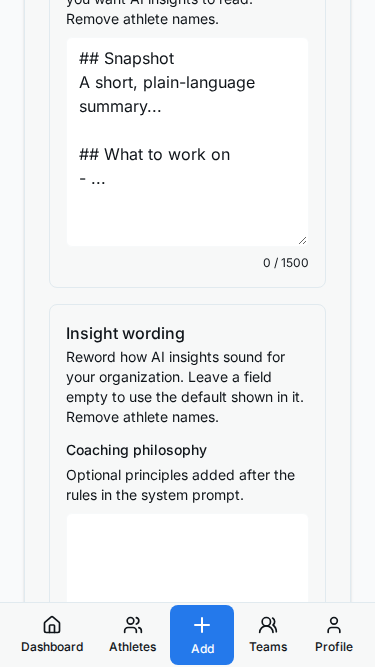 you want AI insights to read.
Remove athlete names.
## Snapshot
A short, plain-language
summary...
## What to work on
- ...
0 / 1500
Insight wording
Reword how AI insights sound for
your organization. Leave a field
empty to use the default shown in it.
Remove athlete names.
Coaching philosophy
Optional principles added after the
rules in the system prompt.
Dashboard
Athletes
Add
Teams
Profile